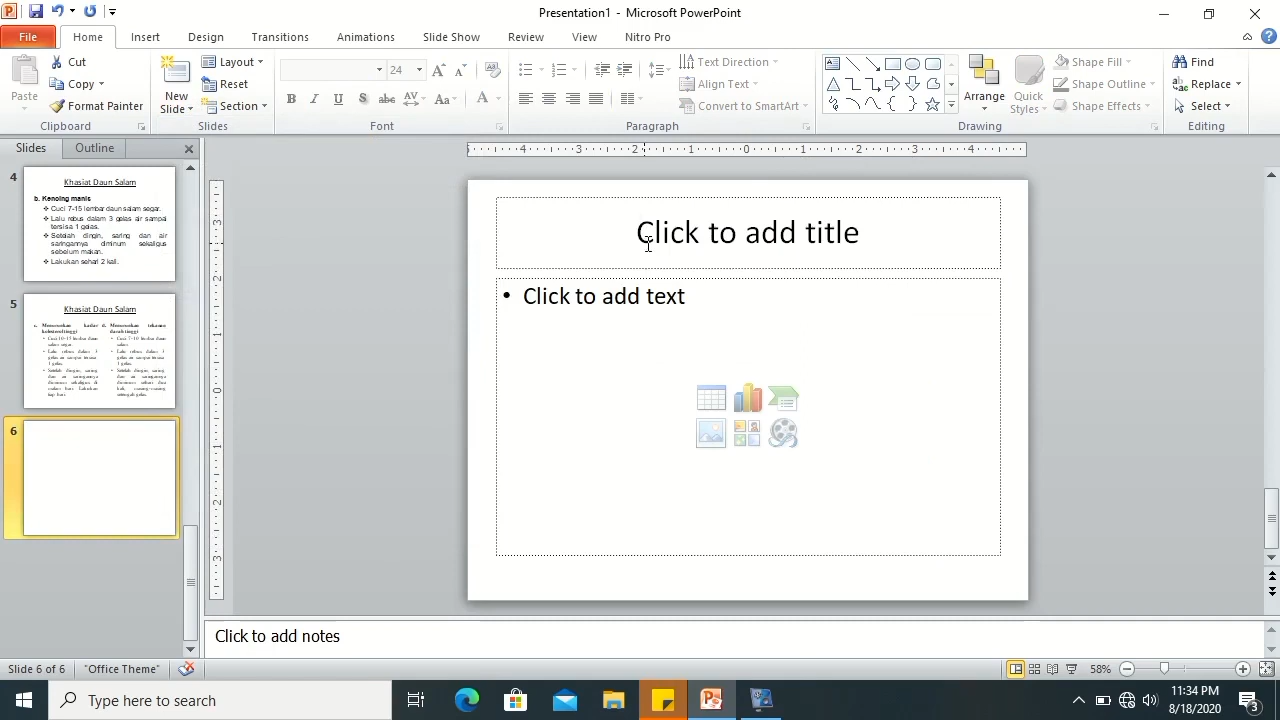 Presentation1 - Microsoft PowerPoint
File Home Insert Design Transitions Animations Slide Show Review View Nitro Pro
Paste
Cut
Copy
Format Painter
Clipboard
New Slide
Layout
Reset
Section
Slides
24
B I U S abc AV Aa A
Font
Text Direction
Align Text
Convert to SmartArt
Paragraph
Arrange
Quick Styles
Shape Fill
Shape Outline
Shape Effects
Drawing
Find
Replace
Select
Editing
Slides Outline
4
Khasiat Daun Salam
b. Kencing manis
Cuci 7-15 lembar daun salam segar.
Lalu rebus dalam 3 gelas air sampai
tersisa 1 gelas.
Setelah dingin, saring dan air
saringannya diminum sekaligus
sebelum makan.
Lakukan sehari 2 kali.
5
Khasiat Daun Salam
6
Click to add title
• Click to add text
Click to add notes
Slide 6 of 6 "Office Theme" 58%
Type here to search
11:34 PM
8/18/2020
3